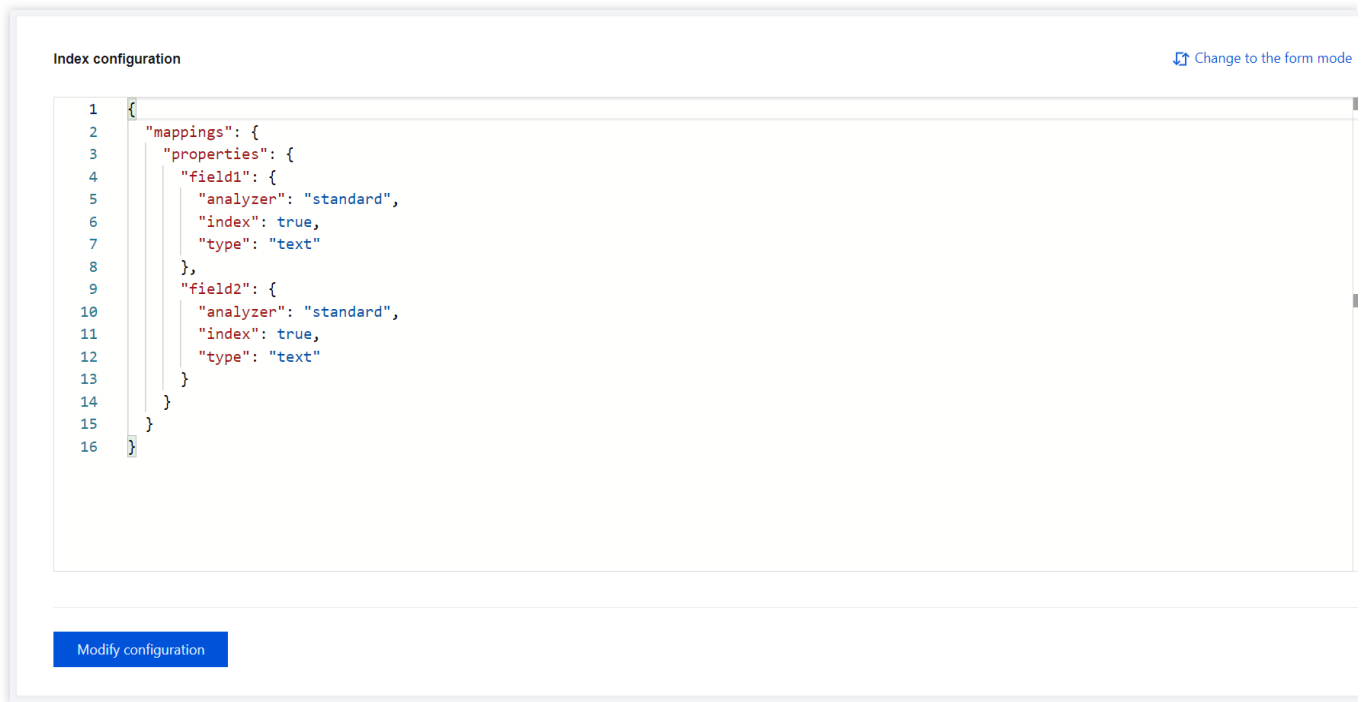 Index configuration
Change to the form mode
1 {
2 "mappings": {
3 "properties": {
4 "field1": {
5 "analyzer": "standard",
6 "index": true,
7 "type": "text"
8 },
9 "field2": {
10 "analyzer": "standard",
11 "index": true,
12 "type": "text"
13 }
14 }
15 }
16 }
Modify configuration